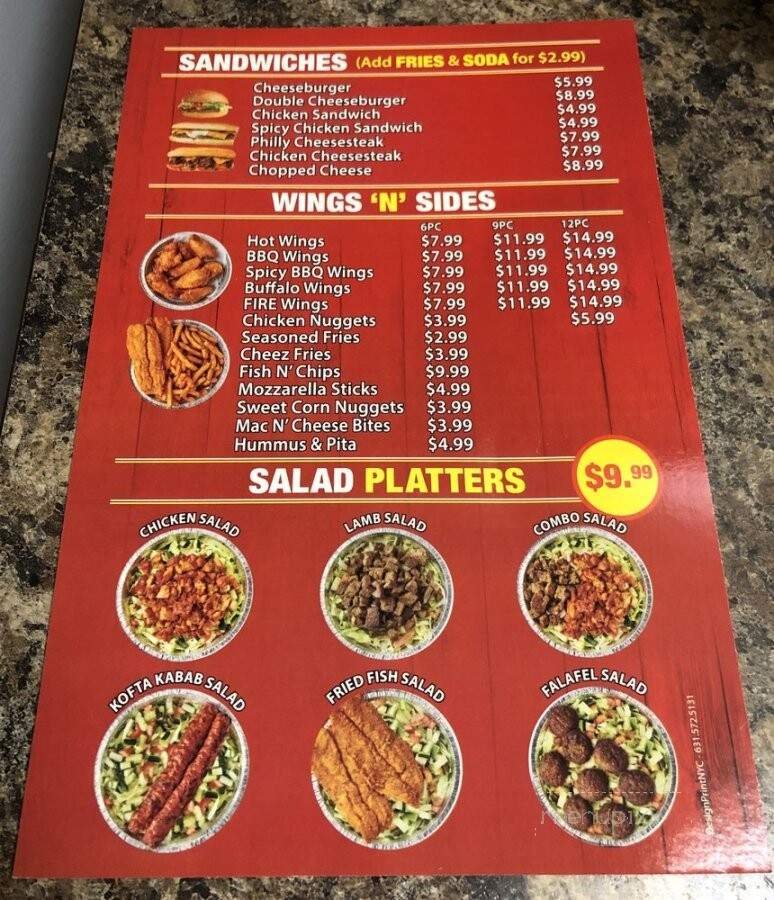 SANDWICHES (Add FRIES & SODA for $2.99)
Cheeseburger $5.99
Double Cheeseburger $8.99
Chicken Sandwich $4.99
Spicy Chicken Sandwich $4.99
Philly Cheesesteak $7.99
Chicken Cheesesteak $7.99
Chopped Cheese $8.99
WINGS 'N' SIDES
6PC 9PC 12PC
Hot Wings $7.99 $11.99 $14.99
BBQ Wings $7.99 $11.99 $14.99
Spicy BBQ Wings $7.99 $11.99 $14.99
Buffalo Wings $7.99 $11.99 $14.99
FIRE Wings $7.99 $11.99 $14.99
Chicken Nuggets $3.99 $5.99
Seasoned Fries $2.99
Cheez Fries $3.99
Fish N' Chips $9.99
Mozzarella Sticks $4.99
Sweet Corn Nuggets $3.99
Mac N' Cheese Bites $3.99
Hummus & Pita $4.99
SALAD PLATTERS $9.99
CHICKEN SALAD LAMB SALAD COMBO SALAD
KOFTA KABAB SALAD FRIED FISH SALAD FALAFEL SALAD
DesignPrintNYC - 631.572.5131